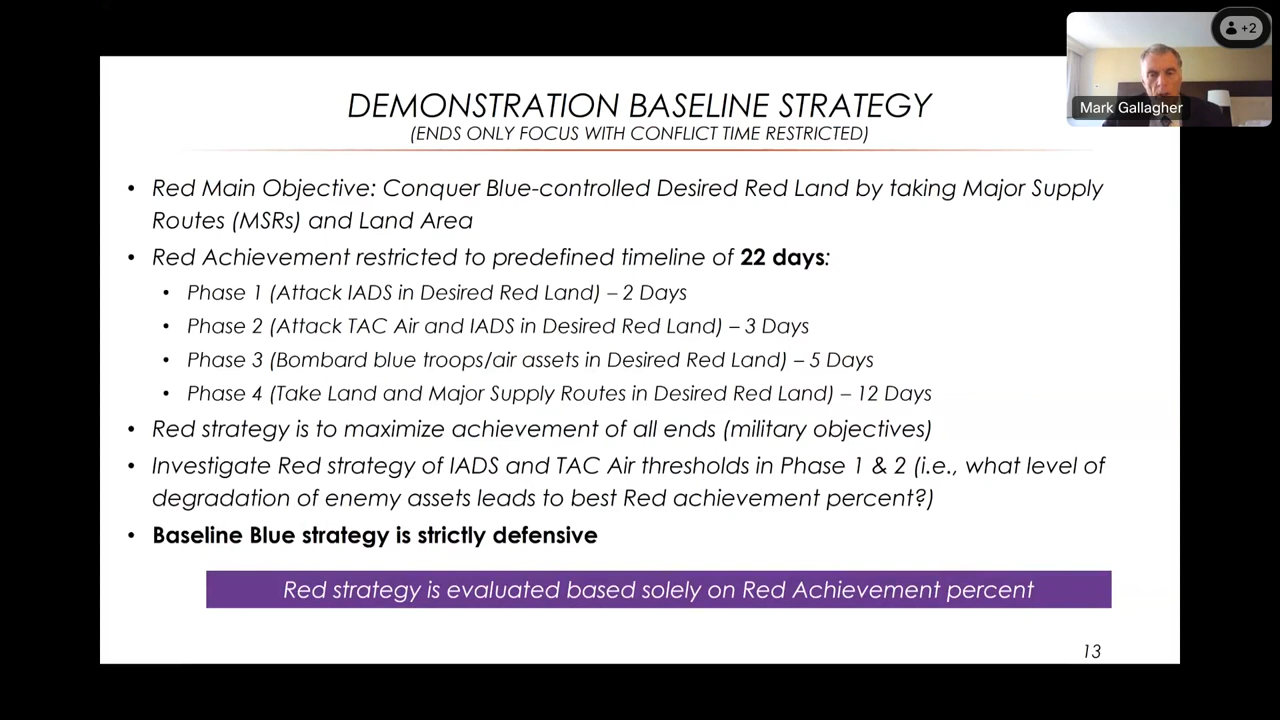 +2
Mark Gallagher
DEMONSTRATION BASELINE STRATEGY
(ENDS ONLY FOCUS WITH CONFLICT TIME RESTRICTED)
• Red Main Objective: Conquer Blue-controlled Desired Red Land by taking Major Supply
Routes (MSRs) and Land Area
• Red Achievement restricted to predefined timeline of 22 days:
• Phase 1 (Attack IADS in Desired Red Land) – 2 Days
• Phase 2 (Attack TAC Air and IADS in Desired Red Land) – 3 Days
• Phase 3 (Bombard blue troops/air assets in Desired Red Land) – 5 Days
• Phase 4 (Take Land and Major Supply Routes in Desired Red Land) – 12 Days
• Red strategy is to maximize achievement of all ends (military objectives)
• Investigate Red strategy of IADS and TAC Air thresholds in Phase 1 & 2 (i.e., what level of
degradation of enemy assets leads to best Red achievement percent?)
• Baseline Blue strategy is strictly defensive
Red strategy is evaluated based solely on Red Achievement percent
13